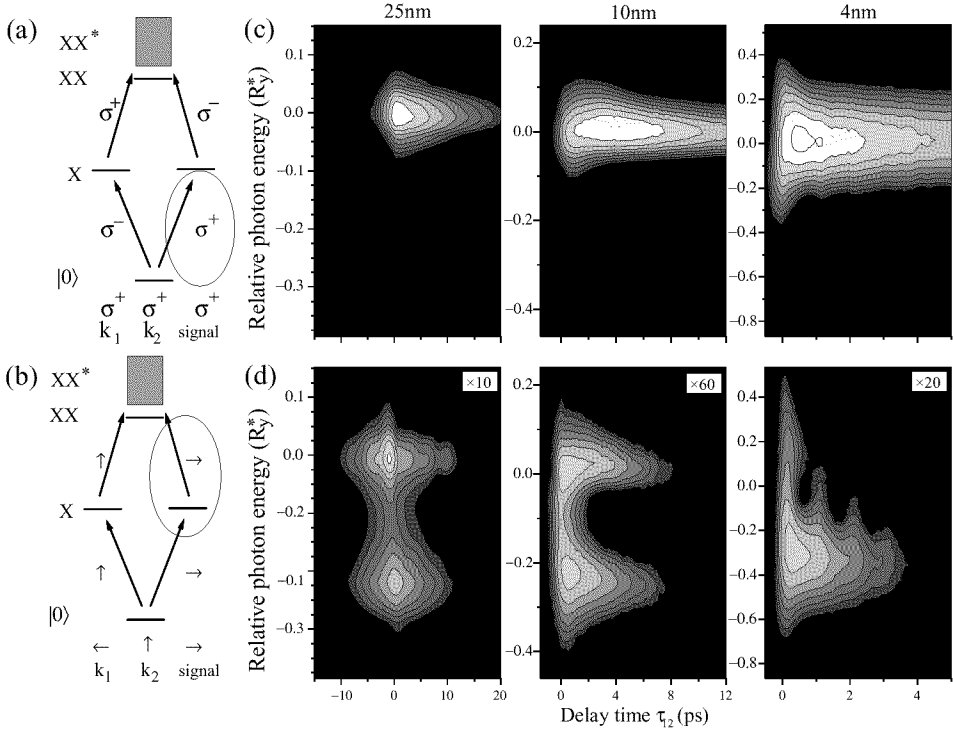 (a)
XX*
XX
σ+ σ−
X
σ− σ+
|0⟩
σ+ σ+ σ+
k1 k2 signal
(b)
XX*
XX
↑ →
X
↑ →
|0⟩
← ↑ →
k1 k2 signal
(c)
25nm 10nm 4nm
Relative photon energy (R*y)
0.1
0.0
−0.1
−0.2
−0.3
0.2
0.0
−0.2
−0.4
0.4
0.2
0.0
−0.2
−0.4
−0.6
−0.8
(d)
×10 ×60 ×20
Relative photon energy (R*y)
0.1
0.0
−0.2
−0.1
−0.3
0.2
0.0
−0.2
−0.4
0.4
0.2
0.0
−0.2
−0.4
−0.6
−0.8
−10 0 10 20
0 4 8 12
0 2 4
Delay time τ12 (ps)